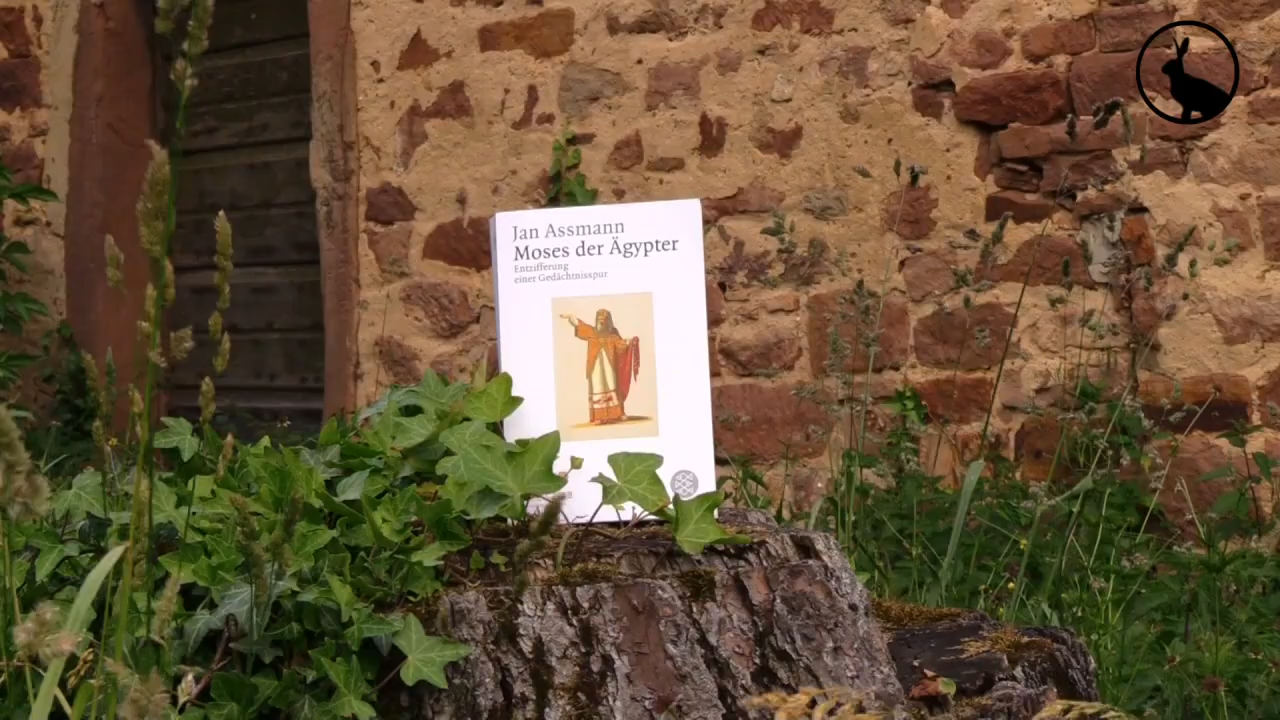 Jan Assmann
Moses der Ägypter
Entzifferung
einer Gedächtnisspur